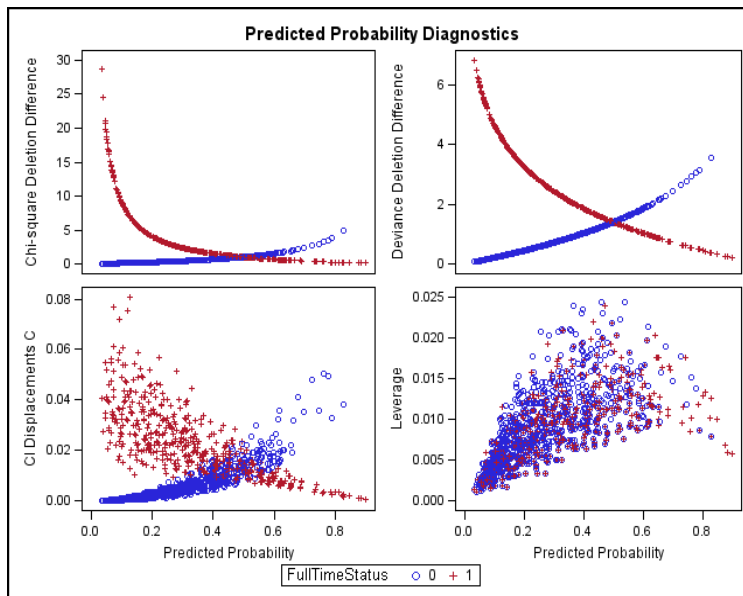 Predicted Probability Diagnostics
Chi-square Deletion Difference
30
25
20
15
10
5
0
Deviance Deletion Difference
6
4
2
0
CI Displacements C
0.08
0.06
0.04
0.02
0.00
0.0 0.2 0.4 0.6 0.8
Predicted Probability
Leverage
0.025
0.020
0.015
0.010
0.005
0.000
0.0 0.2 0.4 0.6 0.8
Predicted Probability
FullTimeStatus 0 1